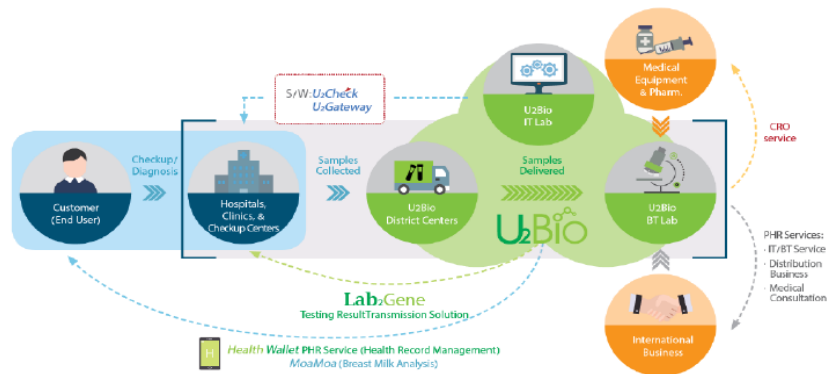 S/W: U2Check
U2Gateway
U2Bio
IT Lab
Medical
Equipment
& Pharm.
CRO
service
Checkup/
Diagnosis
Samples
Collected
Samples
Delivered
Customer
(End User)
Hospitals,
Clinics, &
Checkup Centers
U2Bio
District Centers
U2Bio
U2Bio
BT Lab
PHR Services:
· IT/BT Service
· Distribution
Business
· Medical
Consultation
Lab2Gene
Testing ResultTransmission Solution
International
Business
H
Health Wallet PHR Service (Health Record Management)
MoaMoa (Breast Milk Analysis)